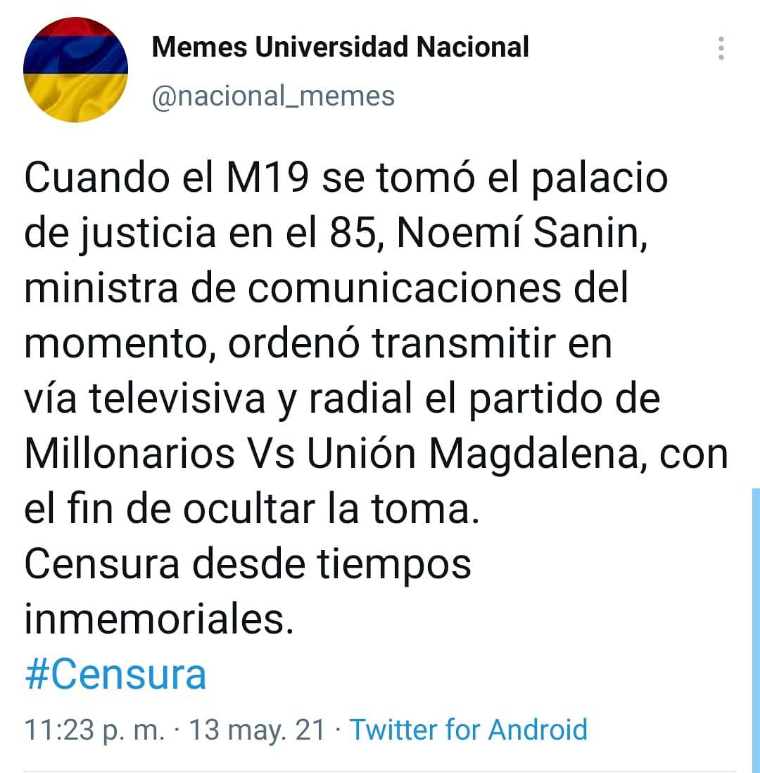 Memes Universidad Nacional
@nacional_memes
Cuando el M19 se tomó el palacio
de justicia en el 85, Noemí Sanin,
ministra de comunicaciones del
momento, ordenó transmitir en
vía televisiva y radial el partido de
Millonarios Vs Unión Magdalena, con
el fin de ocultar la toma.
Censura desde tiempos
inmemoriales.
#Censura
11:23 p. m. · 13 may. 21 · Twitter for Android